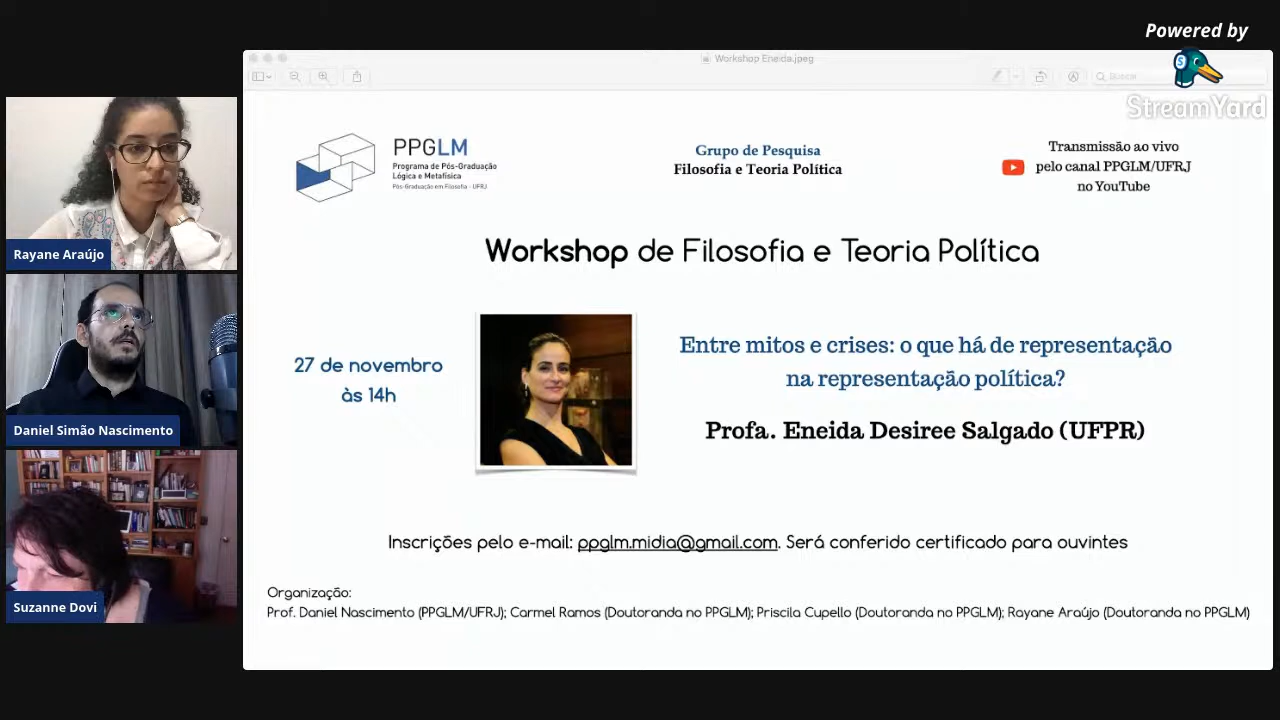 Powered by
StreamYard
Workshop Eneida.jpeg
Buscar
PPGLM
Programa de Pós-Graduação
Lógica e Metafísica
Pós-Graduação em Filosofia - UFRJ
Grupo de Pesquisa
Filosofia e Teoria Política
Transmissão ao vivo
pelo canal PPGLM/UFRJ
no YouTube
Workshop de Filosofia e Teoria Política
27 de novembro
às 14h
Entre mitos e crises: o que há de representação
na representação política?
Profa. Eneida Desiree Salgado (UFPR)
Inscrições pelo e-mail: ppglm.midia@gmail.com. Será conferido certificado para ouvintes
Organização:
Prof. Daniel Nascimento (PPGLM/UFRJ); Carmel Ramos (Doutoranda no PPGLM); Priscila Cupello (Doutoranda no PPGLM); Rayane Araújo (Doutoranda no PPGLM)
Rayane Araújo
Daniel Simão Nascimento
Suzanne Dovi